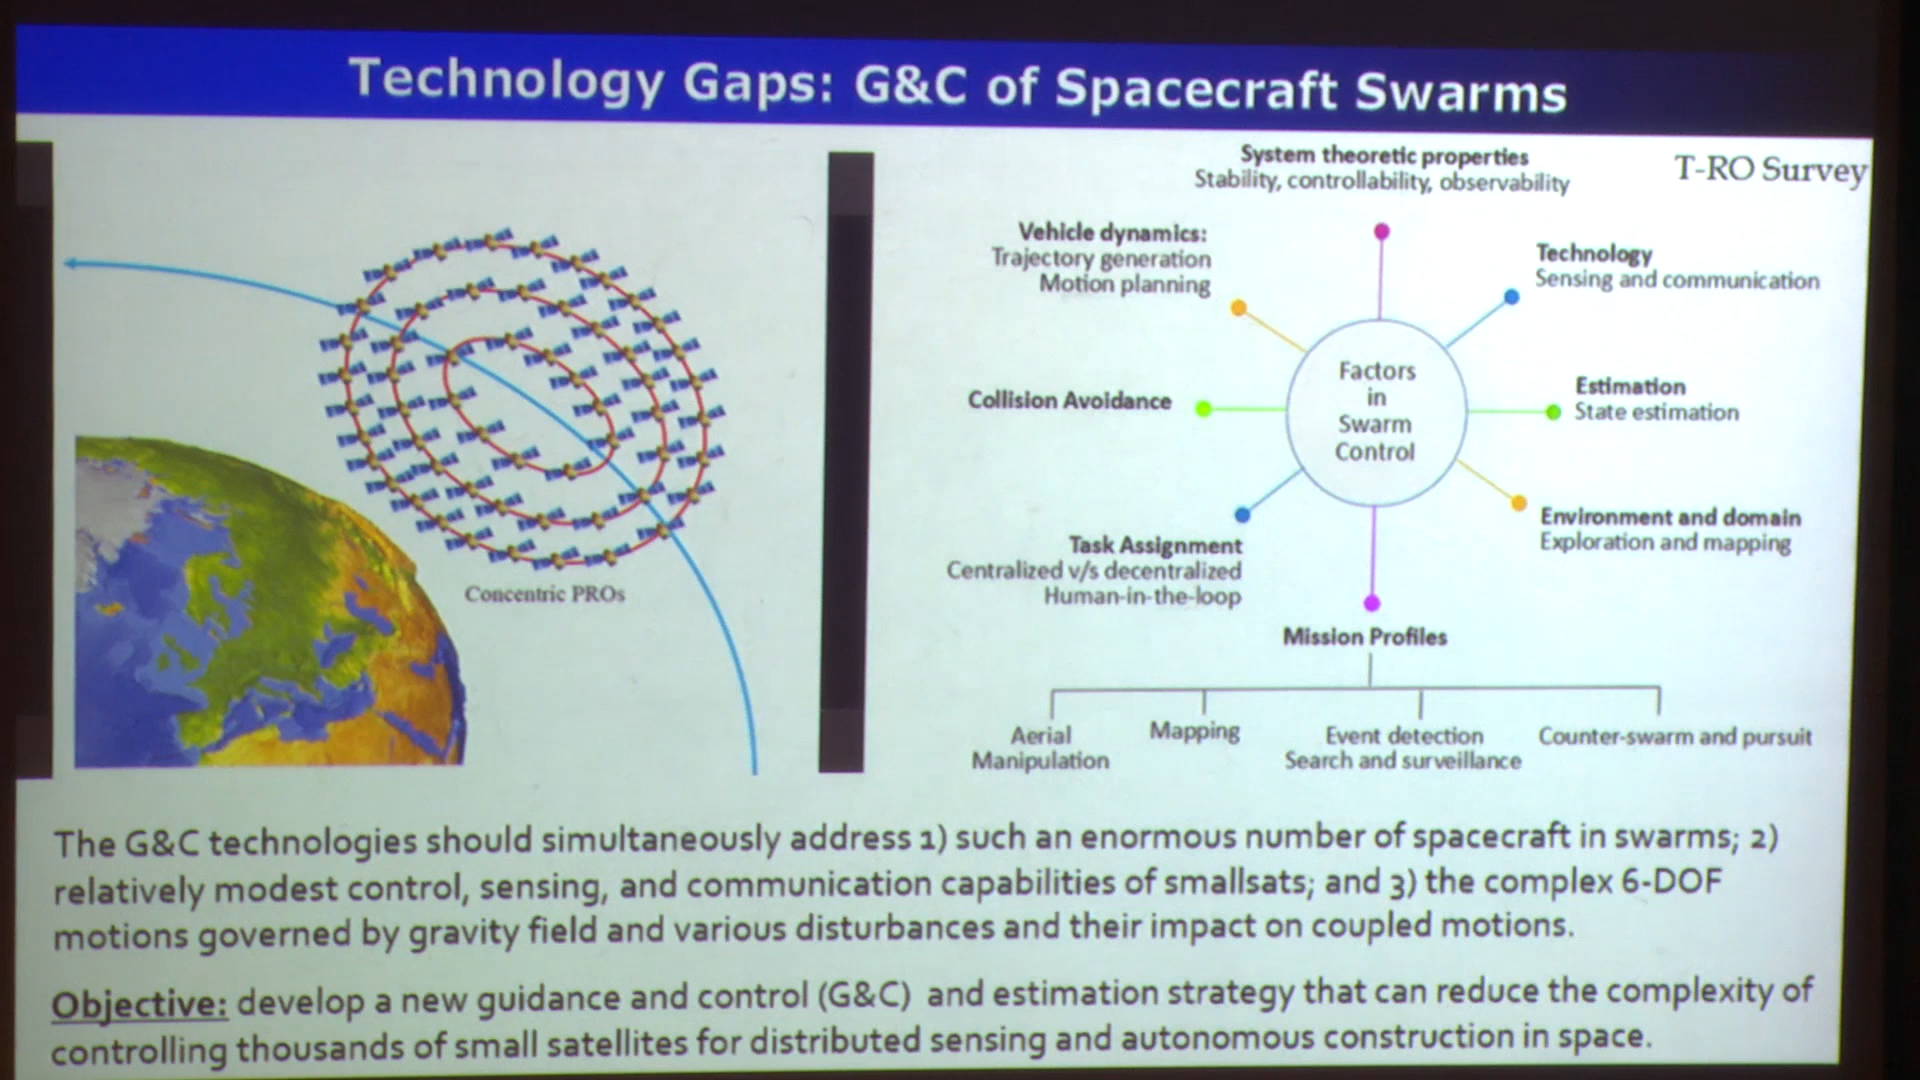 Technology Gaps: G&C of Spacecraft Swarms
T-RO Survey
System theoretic properties
Stability, controllability, observability
Vehicle dynamics:
Trajectory generation
Motion planning
Technology
Sensing and communication
Collision Avoidance
Factors
in
Swarm
Control
Estimation
State estimation
Task Assignment
Centralized v/s decentralized
Human-in-the-loop
Environment and domain
Exploration and mapping
Concentric PROs
Mission Profiles
Aerial
Manipulation
Mapping
Event detection
Search and surveillance
Counter-swarm and pursuit
The G&C technologies should simultaneously address 1) such an enormous number of spacecraft in swarms; 2)
relatively modest control, sensing, and communication capabilities of smallsats; and 3) the complex 6-DOF
motions governed by gravity field and various disturbances and their impact on coupled motions.
Objective: develop a new guidance and control (G&C) and estimation strategy that can reduce the complexity of
controlling thousands of small satellites for distributed sensing and autonomous construction in space.